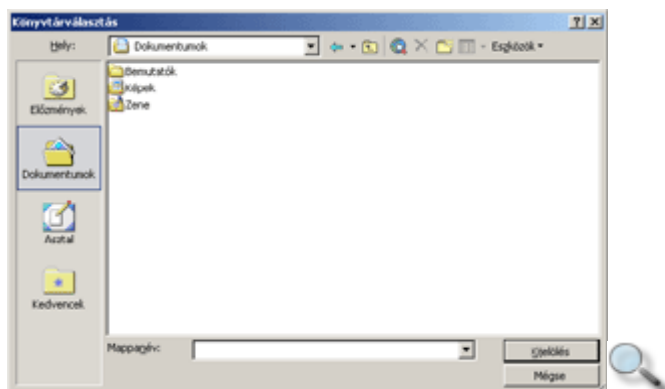 Könyvtárválasztás
Hely:
Dokumentumok
Eszközök
Bemutatók
Képek
Zene
Előzmények
Dokumentumok
Asztal
Kedvencek
Mappanév:
Kijelölés
Mégse